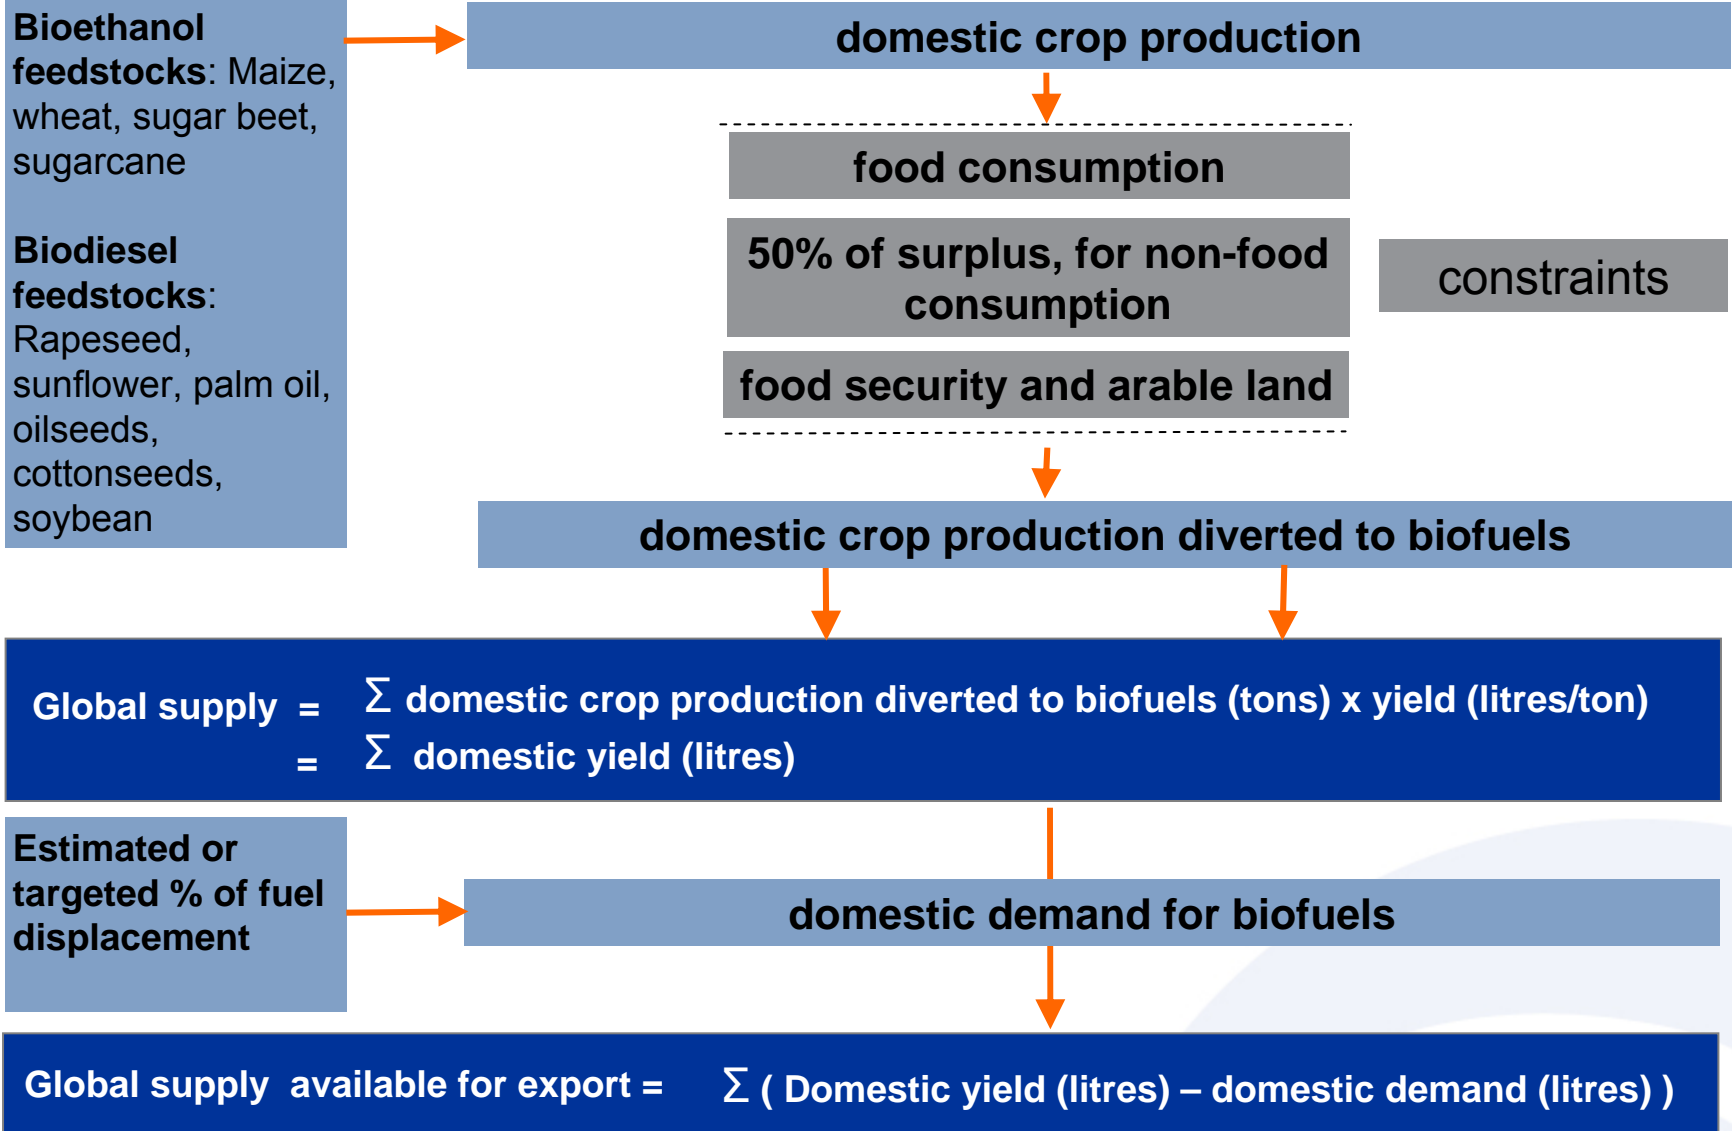 Bioethanol
feedstocks: Maize,
wheat, sugar beet,
sugarcane
Biodiesel
feedstocks:
Rapeseed,
sunflower, palm oil,
oilseeds,
cottonseeds,
soybean
domestic crop production
food consumption
50% of surplus, for non-food
consumption
constraints
food security and arable land
domestic crop production diverted to biofuels
Global supply = Σ domestic crop production diverted to biofuels (tons) x yield (litres/ton)
= Σ domestic yield (litres)
Estimated or
targeted % of fuel
displacement
domestic demand for biofuels
Global supply available for export = Σ ( Domestic yield (litres) – domestic demand (litres) )